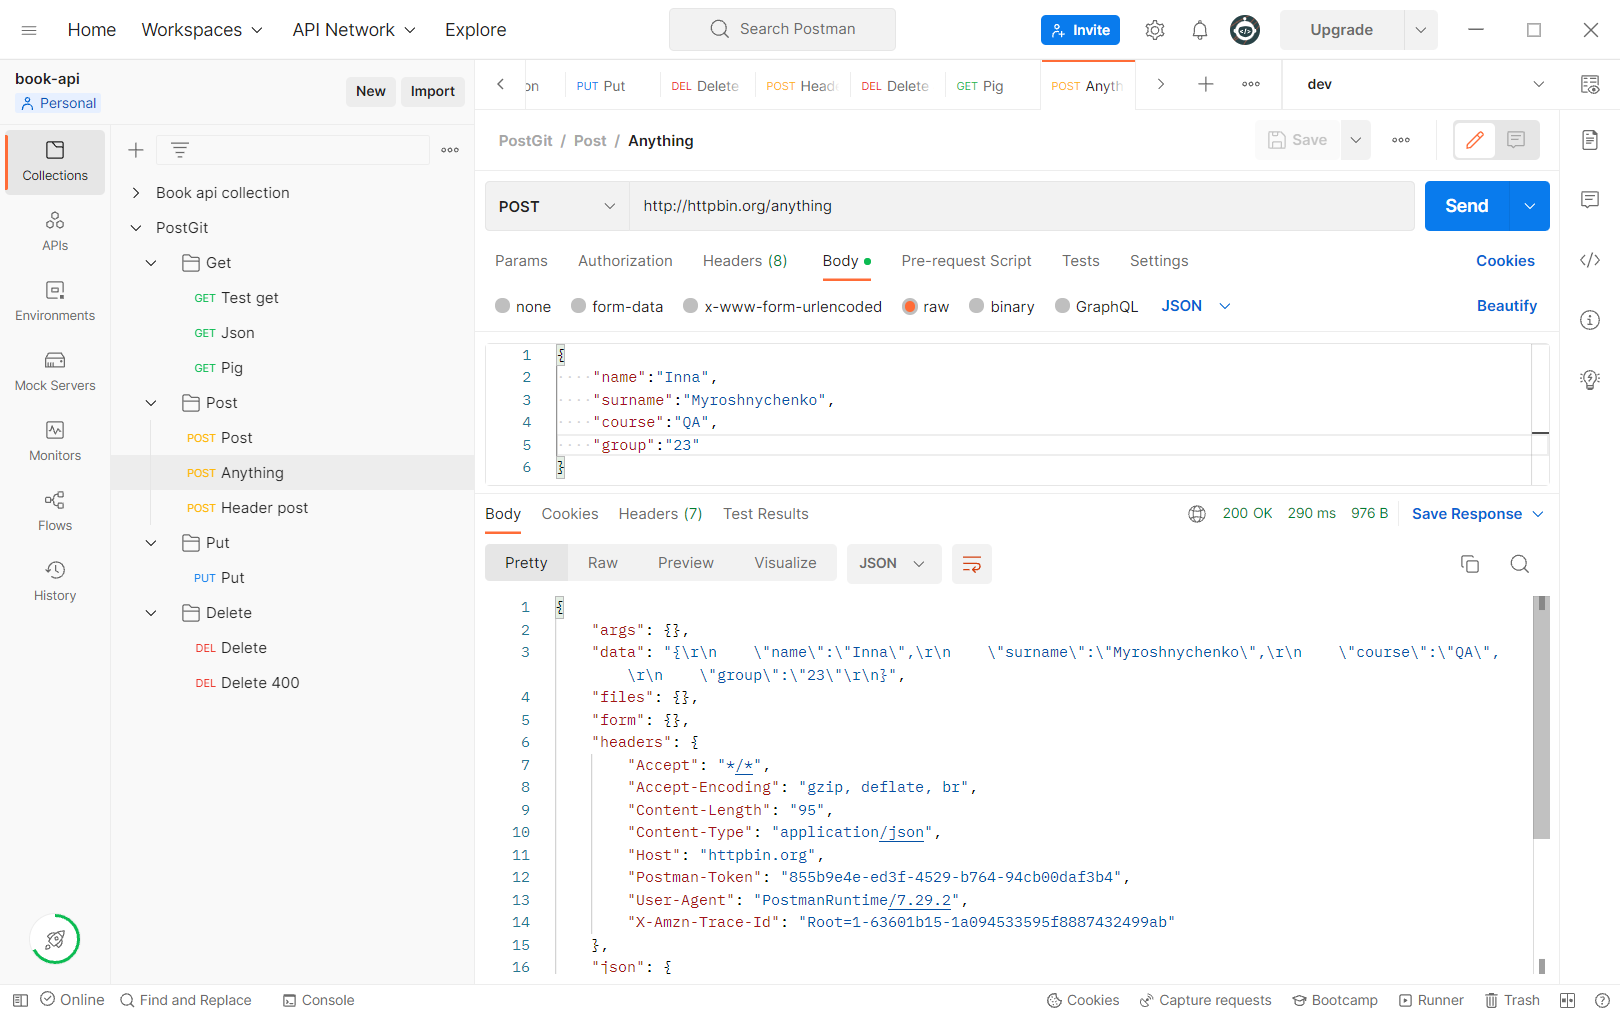 Home Workspaces API Network Explore Search Postman Invite Upgrade
book-api
Personal
New Import
on PUT Put DEL Delete POST Head DEL Delete GET Pig POST Anyth dev
Collections
APIs
Environments
Mock Servers
Monitors
Flows
History
Book api collection
PostGit
Get
GET Test get
GET Json
GET Pig
Post
POST Post
POST Anything
POST Header post
Put
PUT Put
Delete
DEL Delete
DEL Delete 400
PostGit / Post / Anything Save
POST http://httpbin.org/anything Send
Params Authorization Headers (8) Body Pre-request Script Tests Settings Cookies
none form-data x-www-form-urlencoded raw binary GraphQL JSON Beautify
1 {
2 "name":"Inna",
3 "surname":"Myroshnychenko",
4 "course":"QA",
5 "group":"23"
6 }
Body Cookies Headers (7) Test Results 200 OK 290 ms 976 B Save Response
Pretty Raw Preview Visualize JSON
1 {
2 "args": {},
3 "data": "{\r\n    \"name\":\"Inna\",\r\n    \"surname\":\"Myroshnychenko\",\r\n    \"course\":\"QA\",
\r\n    \"group\":\"23\"\r\n}",
4 "files": {},
5 "form": {},
6 "headers": {
7 "Accept": "*/*",
8 "Accept-Encoding": "gzip, deflate, br",
9 "Content-Length": "95",
10 "Content-Type": "application/json",
11 "Host": "httpbin.org",
12 "Postman-Token": "855b9e4e-ed3f-4529-b764-94cb00daf3b4",
13 "User-Agent": "PostmanRuntime/7.29.2",
14 "X-Amzn-Trace-Id": "Root=1-63601b15-1a094533595f8887432499ab"
15 },
16 "json": {
Online Find and Replace Console Cookies Capture requests Bootcamp Runner Trash